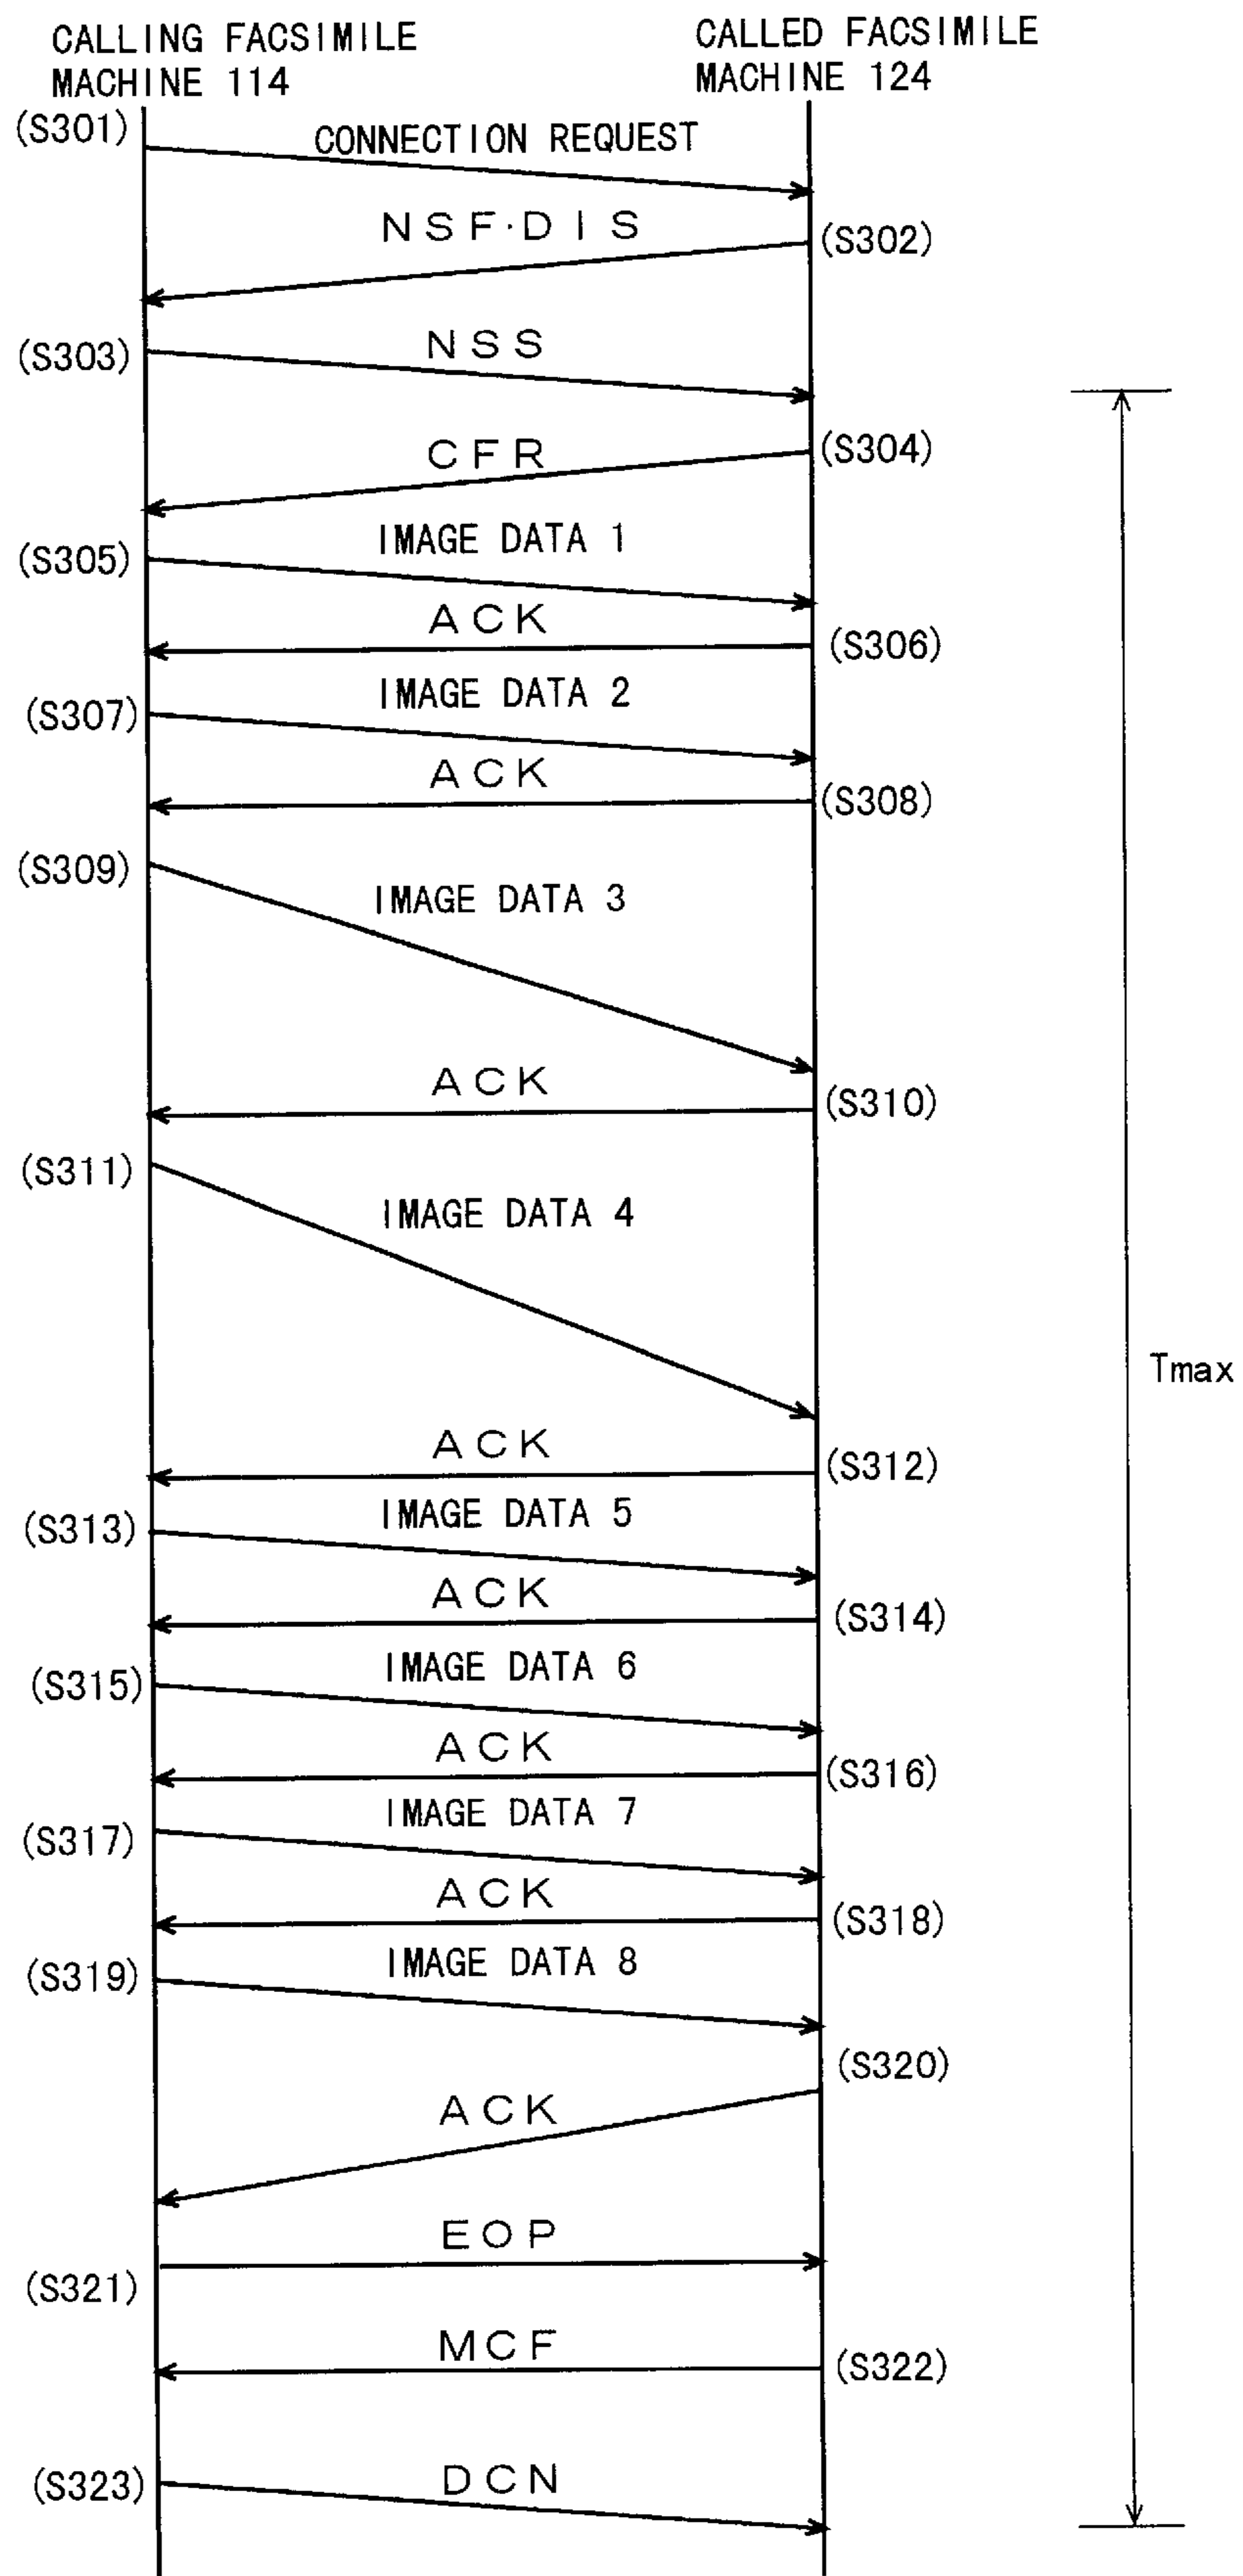 CALLING FACSIMILE
MACHINE 114
CALLED FACSIMILE
MACHINE 124
(S301)
CONNECTION REQUEST
NSF·DIS
(S302)
(S303)
NSS
CFR
(S304)
(S305)
IMAGE DATA 1
ACK
(S306)
(S307)
IMAGE DATA 2
ACK
(S308)
(S309)
IMAGE DATA 3
ACK
(S310)
(S311)
IMAGE DATA 4
Tmax
ACK
(S312)
(S313)
IMAGE DATA 5
ACK
(S314)
(S315)
IMAGE DATA 6
ACK
(S316)
(S317)
IMAGE DATA 7
ACK
(S318)
(S319)
IMAGE DATA 8
(S320)
ACK
EOP
(S321)
MCF
(S322)
(S323)
DCN